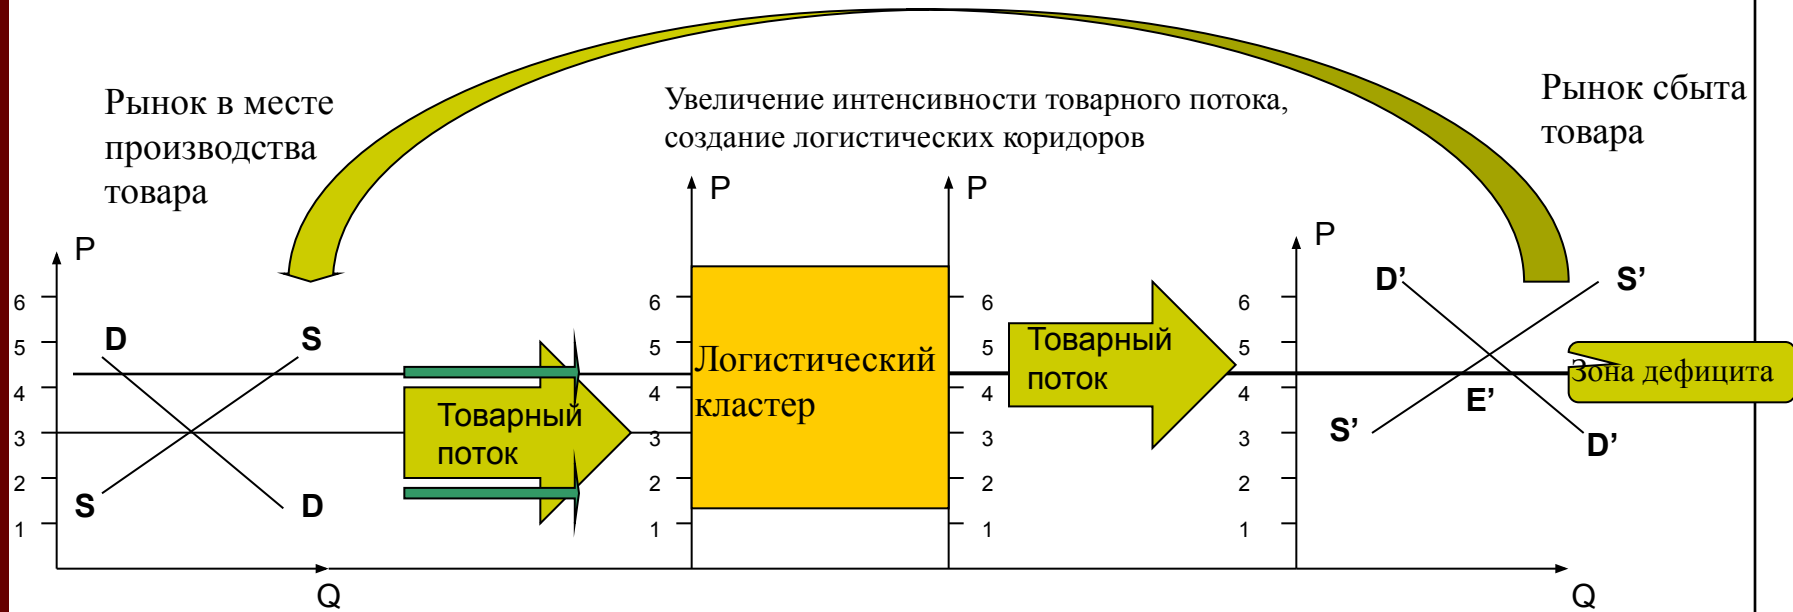 Рынок в месте
производства
товара
Увеличение интенсивности товарного потока,
создание логистических коридоров
Рынок сбыта
товара
P
6
5
4
3
2
1
D
S
S
D
Q
Товарный
поток
P
6
5
4
3
2
1
Логистический
кластер
P
6
5
4
3
2
1
Товарный
поток
P
6
5
4
3
2
1
D’
S’
E’
S’
D’
Зона дефицита
Q